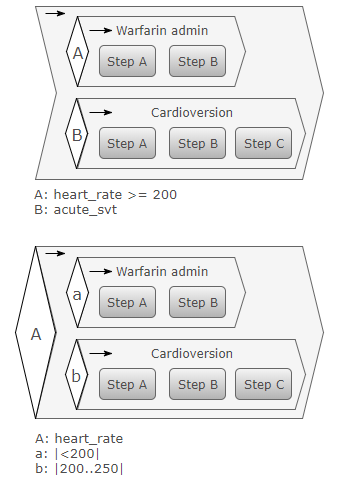 Warfarin admin
A
Step A
Step B
Cardioversion
B
Step A
Step B
Step C
A: heart_rate >= 200
B: acute_svt
Warfarin admin
a
Step A
Step B
A
Cardioversion
b
Step A
Step B
Step C
A: heart_rate
a: |<200|
b: |200..250|